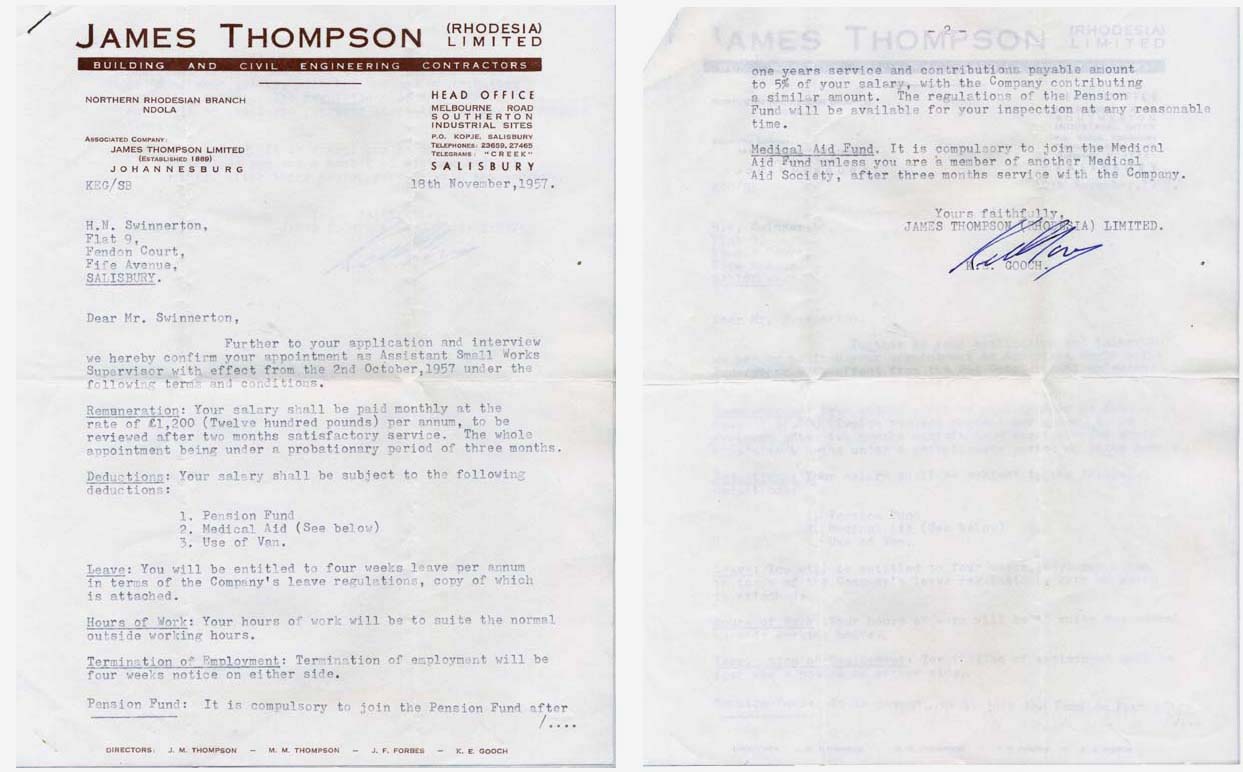 JAMES THOMPSON (RHODESIA) LIMITED
BUILDING AND CIVIL ENGINEERING CONTRACTORS
NORTHERN RHODESIAN BRANCH
NDOLA
ASSOCIATED COMPANY:
JAMES THOMPSON LIMITED
(ESTABLISHED 1889)
JOHANNESBURG
HEAD OFFICE
MELBOURNE ROAD
SOUTHERTON
INDUSTRIAL SITES
P.O. KOPJE, SALISBURY
TELEPHONES: 23659, 27465
TELEGRAMS: "CREEK"
SALISBURY
KEG/SB
18th November,1957.
H.N. Swinnerton,
Flat 9,
Fendon Court,
Fife Avenue,
SALISBURY.
Dear Mr. Swinnerton,
Further to your application and interview
we hereby confirm your appointment as Assistant Small Works
Supervisor with effect from the 2nd October,1957 under the
following terms and conditions.
Remuneration: Your salary shall be paid monthly at the
rate of £1,200 (Twelve hundred pounds) per annum, to be
reviewed after two months satisfactory service. The whole
appointment being under a probationary period of three months.
Deductions: Your salary shall be subject to the following
deductions:
1. Pension Fund
2. Medical Aid (See below)
3. Use of Van.
Leave: You will be entitled to four weeks leave per annum
in terms of the Company's leave regulations, copy of which
is attached.
Hours of Work: Your hours of work will be to suite the normal
outside working hours.
Termination of Employment: Termination of employment will be
four weeks notice on either side.
Pension Fund: It is compulsory to join the Pension Fund after
/....
DIRECTORS: J. M. THOMPSON — M. M. THOMPSON — J. F. FORBES — K. E. GOOCH
- 2 -
one years service and contributions payable amount
to 5% of your salary, with the Company contributing
a similar amount. The regulations of the Pension
Fund will be available for your inspection at any reasonable
time.
Medical Aid Fund. It is compulsory to join the Medical
Aid Fund unless you are a member of another Medical
Aid Society, after three months service with the Company.
Yours faithfully,
JAMES THOMPSON (RHODESIA) LIMITED.
K.E. GOOCH.